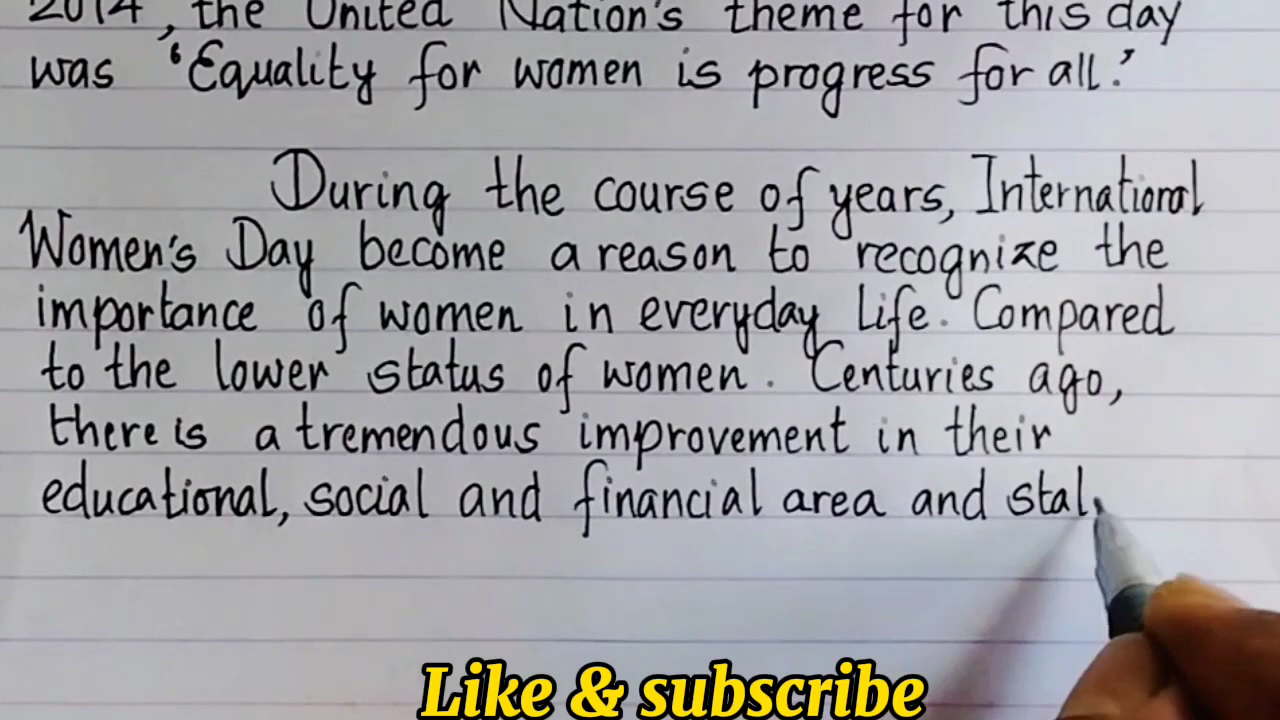 2014, the United Nation's theme for this day
was 'Equality for women is progress for all.'
During the course of years, International
Women's Day become a reason to recognize the
importance of women in everyday life. Compared
to the lower status of women. Centuries ago,
there is a tremendous improvement in their
educational, social and financial area and
Like & subscribe